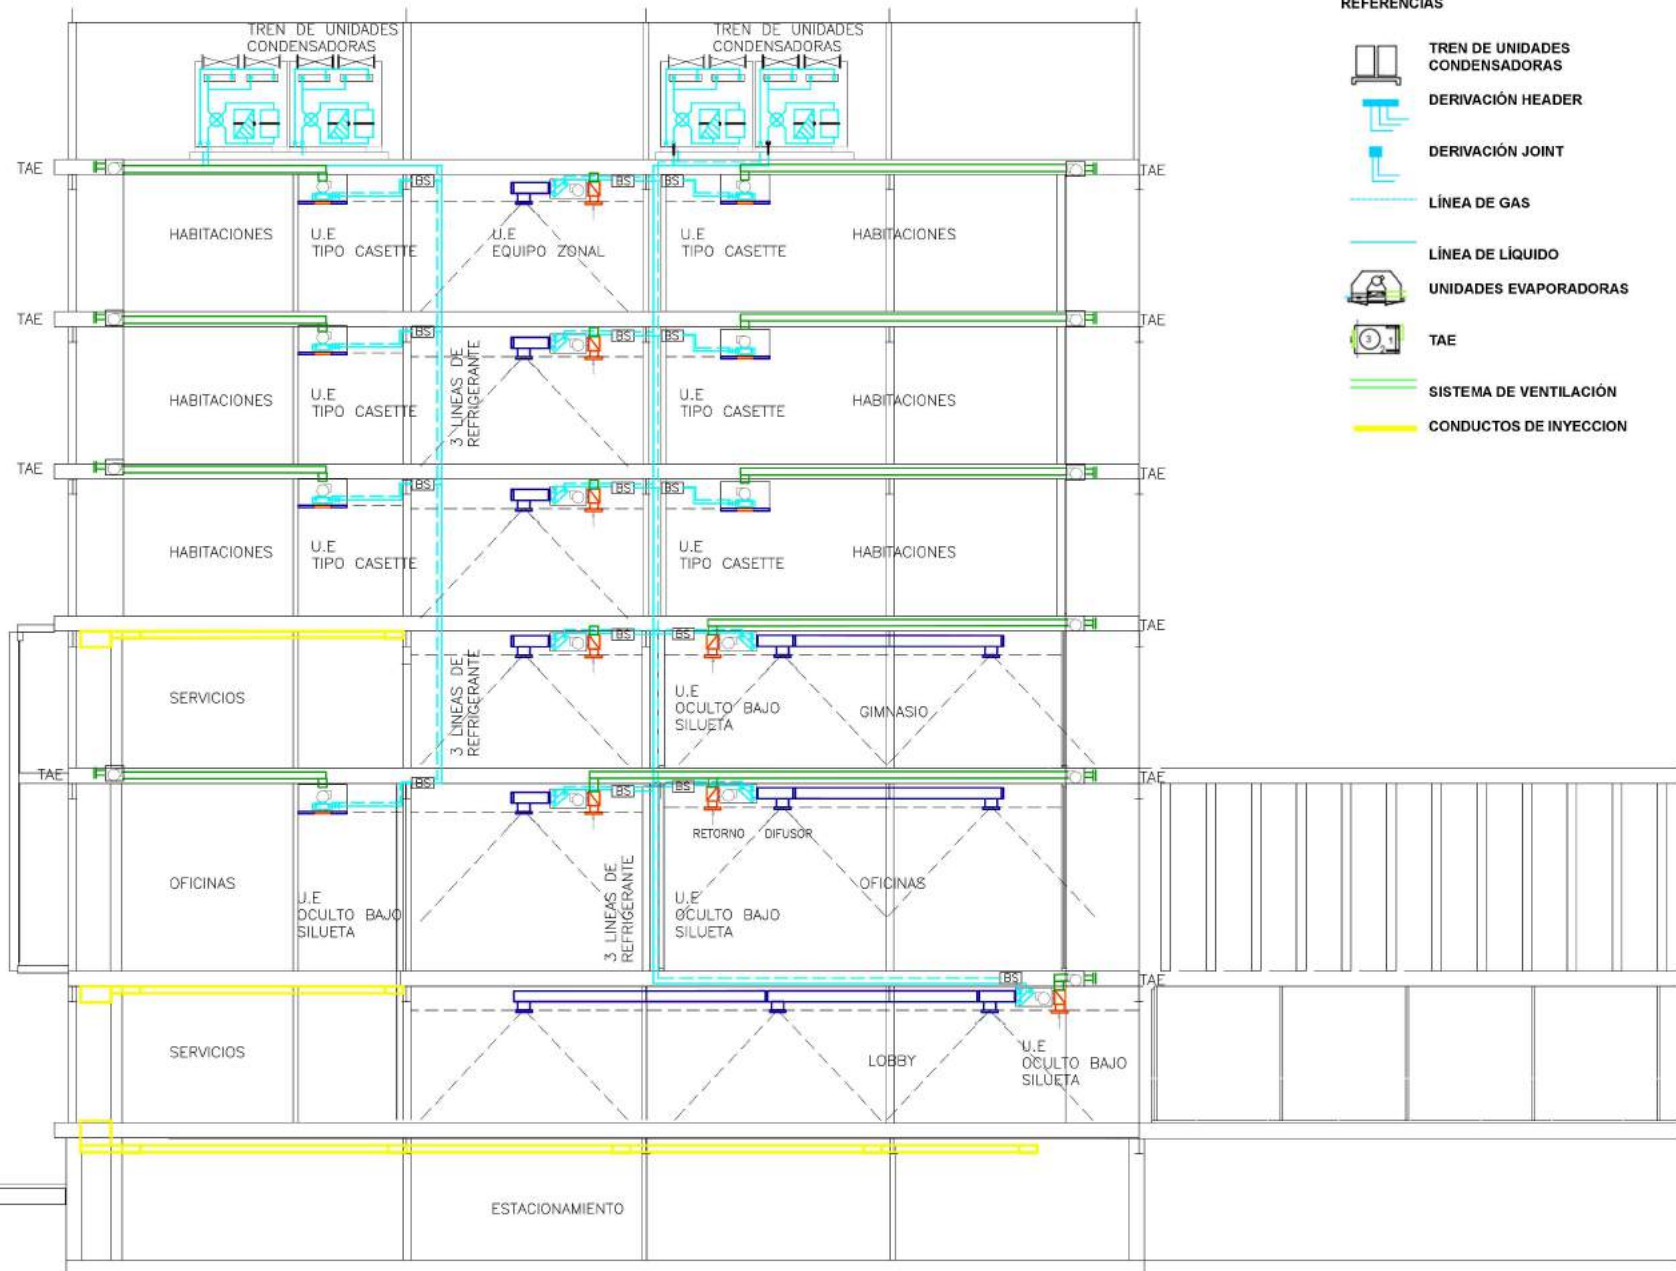 REFERENCIAS
TREN DE UNIDADES
CONDENSADORAS
TREN DE UNIDADES
CONDENSADORAS
TREN DE UNIDADES
CONDENSADORAS
DERIVACIÓN HEADER
DERIVACIÓN JOINT
LÍNEA DE GAS
LÍNEA DE LÍQUIDO
UNIDADES EVAPORADORAS
3 2 1
TAE
SISTEMA DE VENTILACIÓN
CONDUCTOS DE INYECCION
TAE
TAE
BS
BS
BS
HABITACIONES
U.E
TIPO CASETTE
U.E
EQUIPO ZONAL
U.E
TIPO CASETTE
HABITACIONES
TAE
TAE
BS
BS
BS
3 LINEAS DE
REFRIGERANTE
HABITACIONES
U.E
TIPO CASETTE
U.E
TIPO CASETTE
HABITACIONES
TAE
TAE
BS
BS
BS
HABITACIONES
U.E
TIPO CASETTE
U.E
TIPO CASETTE
HABITACIONES
TAE
BS
BS
3 LINEAS DE
REFRIGERANTE
SERVICIOS
U.E
OCULTO BAJO
SILUETA
GIMNASIO
TAE
TAE
BS
BS
BS
RETORNO
DIFUSOR
3 LINEAS DE
REFRIGERANTE
OFICINAS
U.E
OCULTO BAJO
SILUETA
U.E
OCULTO BAJO
SILUETA
OFICINAS
BS
TAE
SERVICIOS
LOBBY
U.E
OCULTO BAJO
SILUETA
ESTACIONAMIENTO